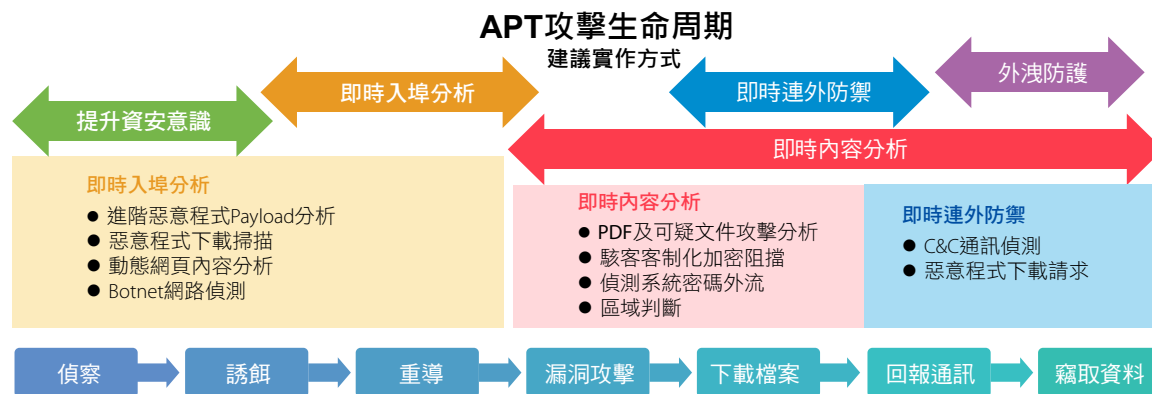 APT攻擊生命周期
建議實作方式
外洩防護
即時入埠分析
即時連外防禦
提升資安意識
即時內容分析
即時入埠分析
● 進階惡意程式Payload分析
● 惡意程式下載掃描
● 動態網頁內容分析
● Botnet網路偵測
即時內容分析
● PDF及可疑文件攻擊分析
● 駭客客制化加密阻擋
● 偵測系統密碼外流
● 區域判斷
即時連外防禦
● C&C通訊偵測
● 惡意程式下載請求
偵察
誘餌
重導
漏洞攻擊
下載檔案
回報通訊
竊取資料